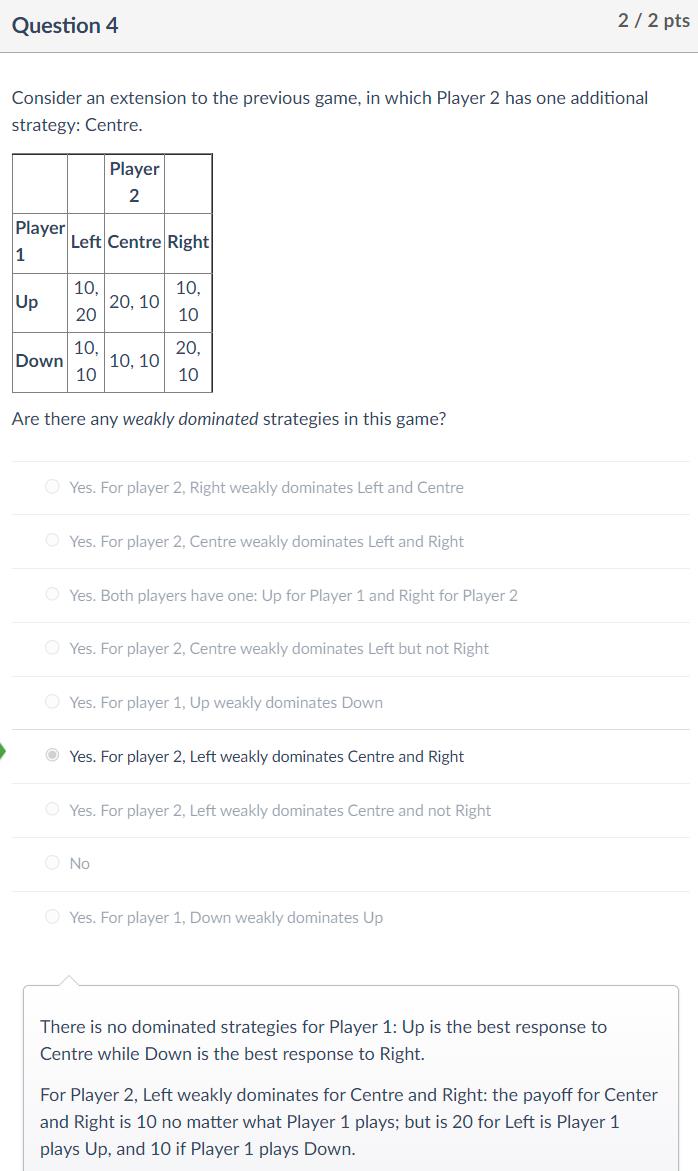 Question 4
2 / 2 pts
Consider an extension to the previous game, in which Player 2 has one additional
strategy: Centre.
Player
2
Player
1
Left Centre Right
Up
10,
20
20, 10
10,
10
Down
10,
10
10, 10
20,
10
Are there any weakly dominated strategies in this game?
Yes. For player 2, Right weakly dominates Left and Centre
Yes. For player 2, Centre weakly dominates Left and Right
Yes. Both players have one: Up for Player 1 and Right for Player 2
Yes. For player 2, Centre weakly dominates Left but not Right
Yes. For player 1, Up weakly dominates Down
Yes. For player 2, Left weakly dominates Centre and Right
Yes. For player 2, Left weakly dominates Centre and not Right
No
Yes. For player 1, Down weakly dominates Up
There is no dominated strategies for Player 1: Up is the best response to
Centre while Down is the best response to Right.
For Player 2, Left weakly dominates for Centre and Right: the payoff for Center
and Right is 10 no matter what Player 1 plays; but is 20 for Left is Player 1
plays Up, and 10 if Player 1 plays Down.